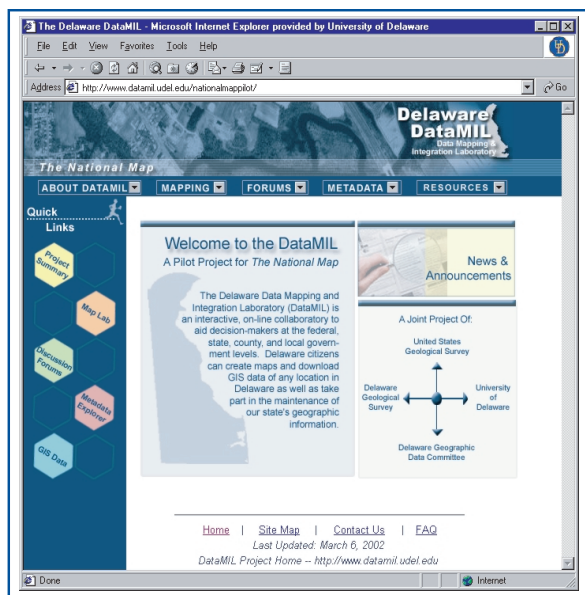 The Delaware DataMIL - Microsoft Internet Explorer provided by University of Delaware
File Edit View Favorites Tools Help
Address http://www.datamil.udel.edu/nationalmappilot/ Go
Delaware
DataMIL
Data Mapping &
Integration Laboratory
The National Map
ABOUT DATAMIL MAPPING FORUMS METADATA RESOURCES
Quick
Links
Project
Summary
Map Lab
Discussion
Forums
Metadata
Explorer
GIS Data
Welcome to the DataMIL
A Pilot Project for The National Map
The Delaware Data Mapping and
Integration Laboratory (DataMIL) is
an interactive, on-line collaboratory to
aid decision-makers at the federal,
state, county, and local govern-
ment levels. Delaware citizens
can create maps and download
GIS data of any location in
Delaware as well as take
part in the maintenance of
our state's geographic
information.
News &
Announcements
A Joint Project Of:
United States
Geological Survey
Delaware
Geological
Survey
University
of
Delaware
Delaware Geographic
Data Committee
Home | Site Map | Contact Us | FAQ
Last Updated: March 6, 2002
DataMIL Project Home -- http://www.datamil.udel.edu
Done Internet